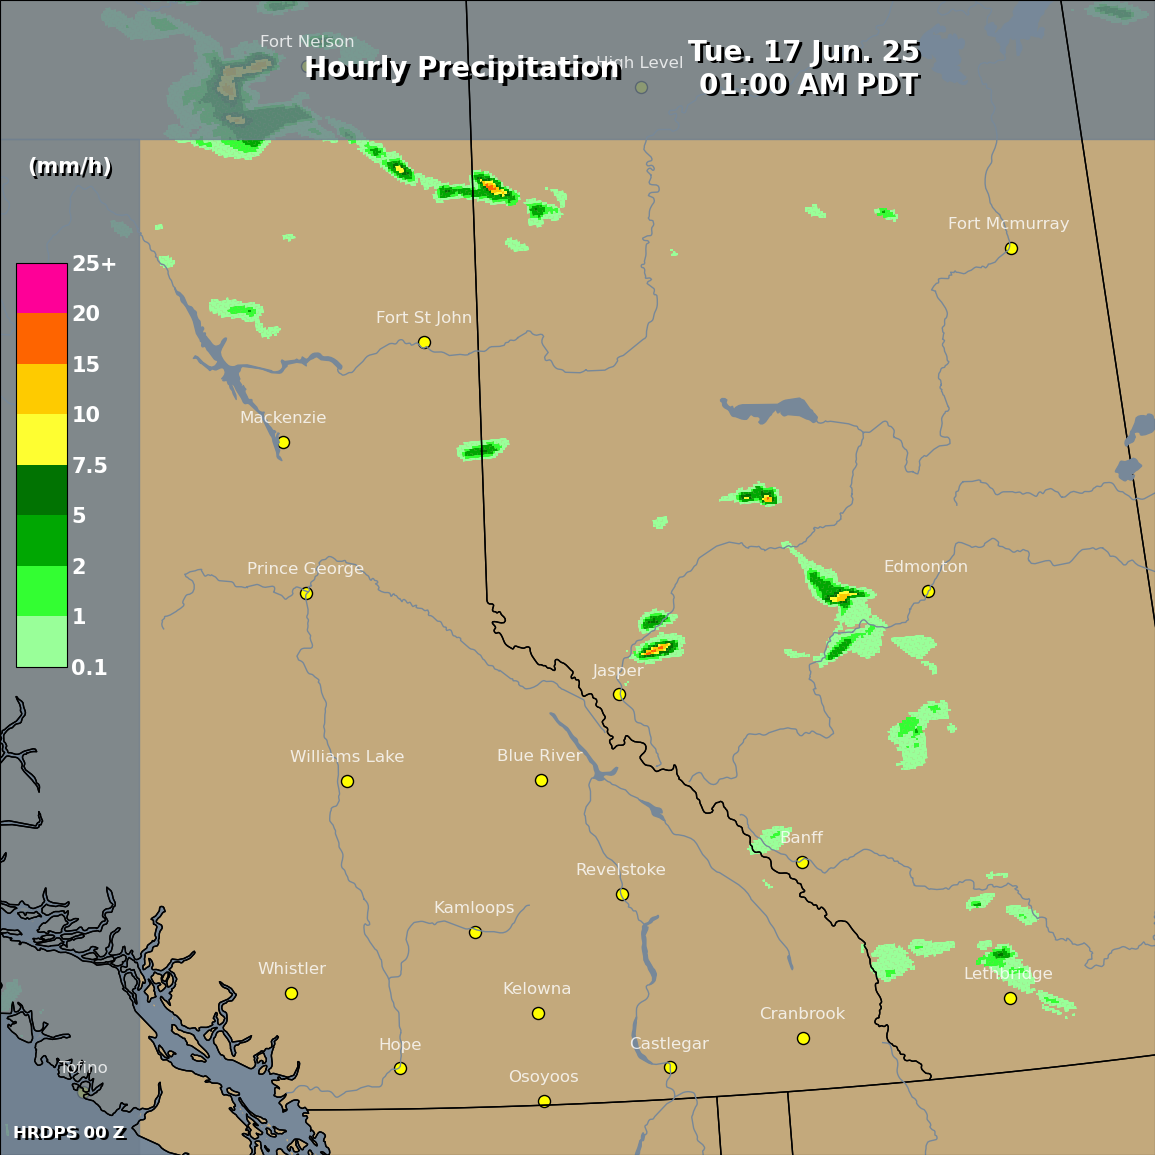 Fort Nelson
Hourly Precipitation
High Level
Tue. 17 Jun. 25
01:00 AM PDT
(mm/h)
25+
20
15
10
7.5
5
2
1
0.1
Fort Mcmurray
Fort St John
Mackenzie
Prince George
Edmonton
Jasper
Williams Lake
Blue River
Banff
Revelstoke
Kamloops
Whistler
Lethbridge
Kelowna
Cranbrook
Hope
Castlegar
Tofino
Osoyoos
HRDPS 00 Z